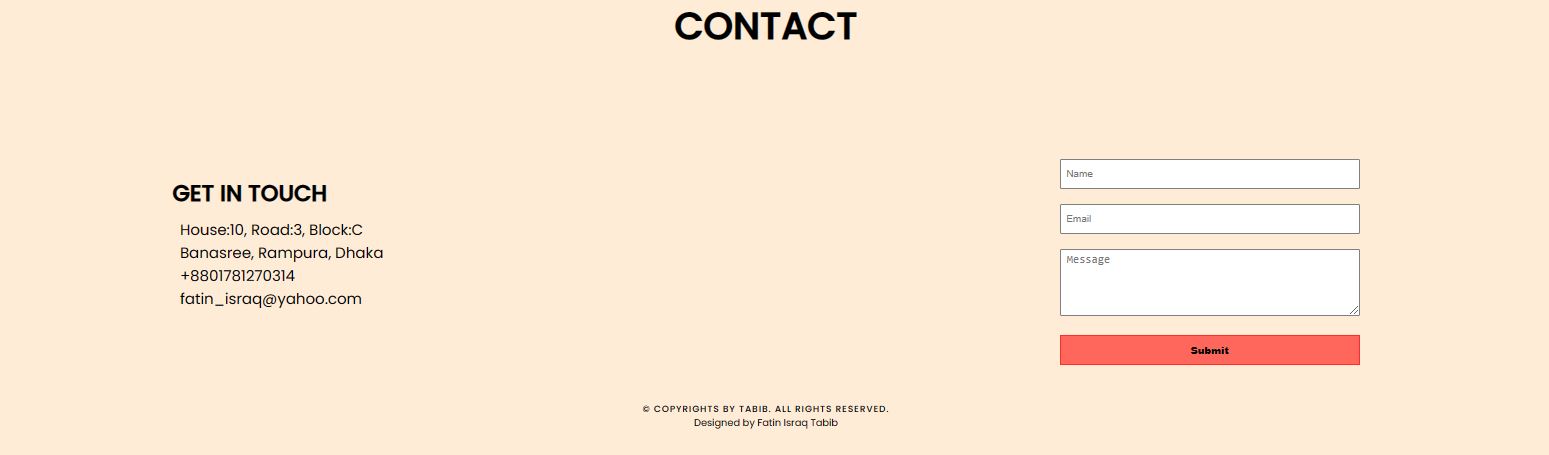 CONTACT
GET IN TOUCH
House:10, Road:3, Block:C
Banasree, Rampura, Dhaka
+8801781270314
fatin_israq@yahoo.com
Name
Email
Message
Submit
© COPYRIGHTS BY TABIB. ALL RIGHTS RESERVED.
Designed by Fatin Israq Tabib